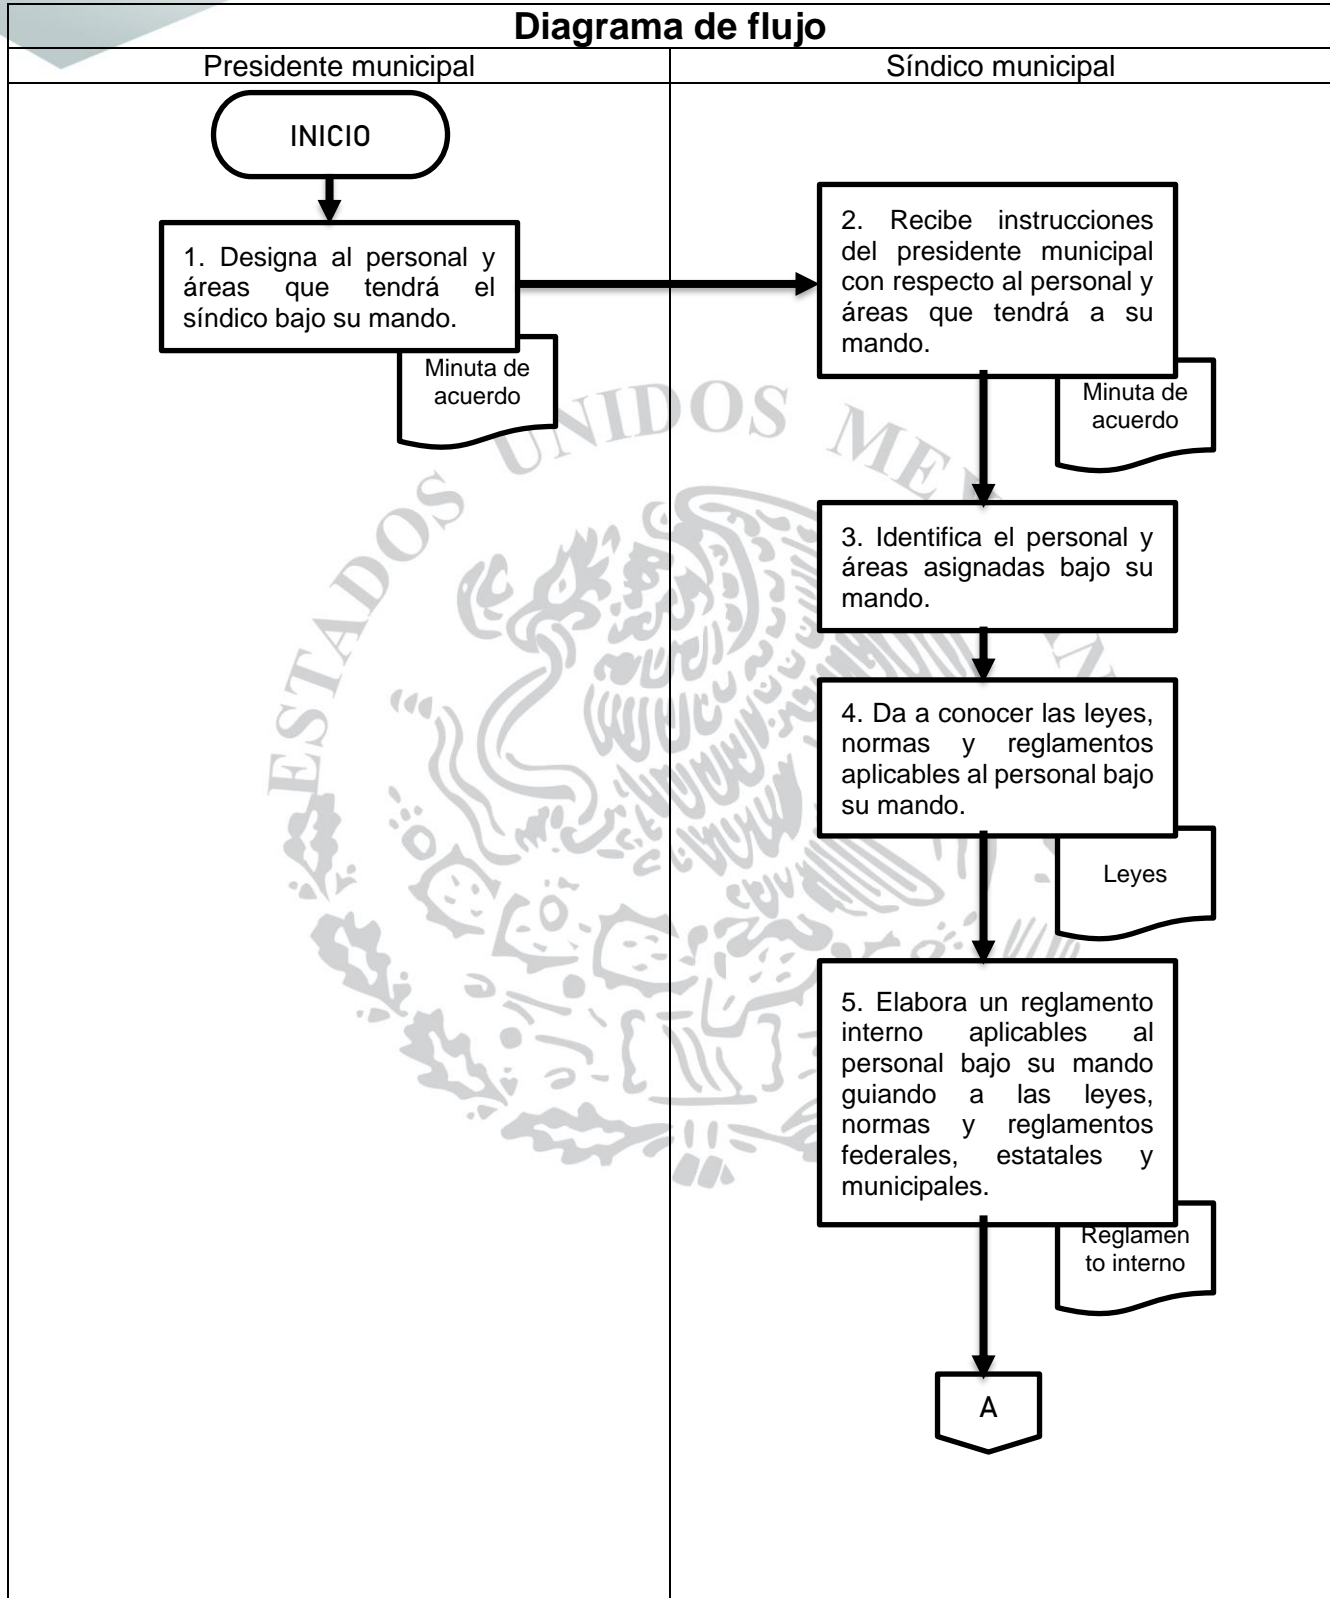 Diagrama de flujo
Presidente municipal
Síndico municipal
INICIO
1. Designa al personal y
áreas que tendrá el
síndico bajo su mando.
Minuta de
acuerdo
2. Recibe instrucciones
del presidente municipal
con respecto al personal y
áreas que tendrá a su
mando.
Minuta de
acuerdo
3. Identifica el personal y
áreas asignadas bajo su
mando.
4. Da a conocer las leyes,
normas y reglamentos
aplicables al personal bajo
su mando.
Leyes
5. Elabora un reglamento
interno aplicables al
personal bajo su mando
guiando a las leyes,
normas y reglamentos
federales, estatales y
municipales.
Reglamen
to interno
A
ESTADOS UNIDOS